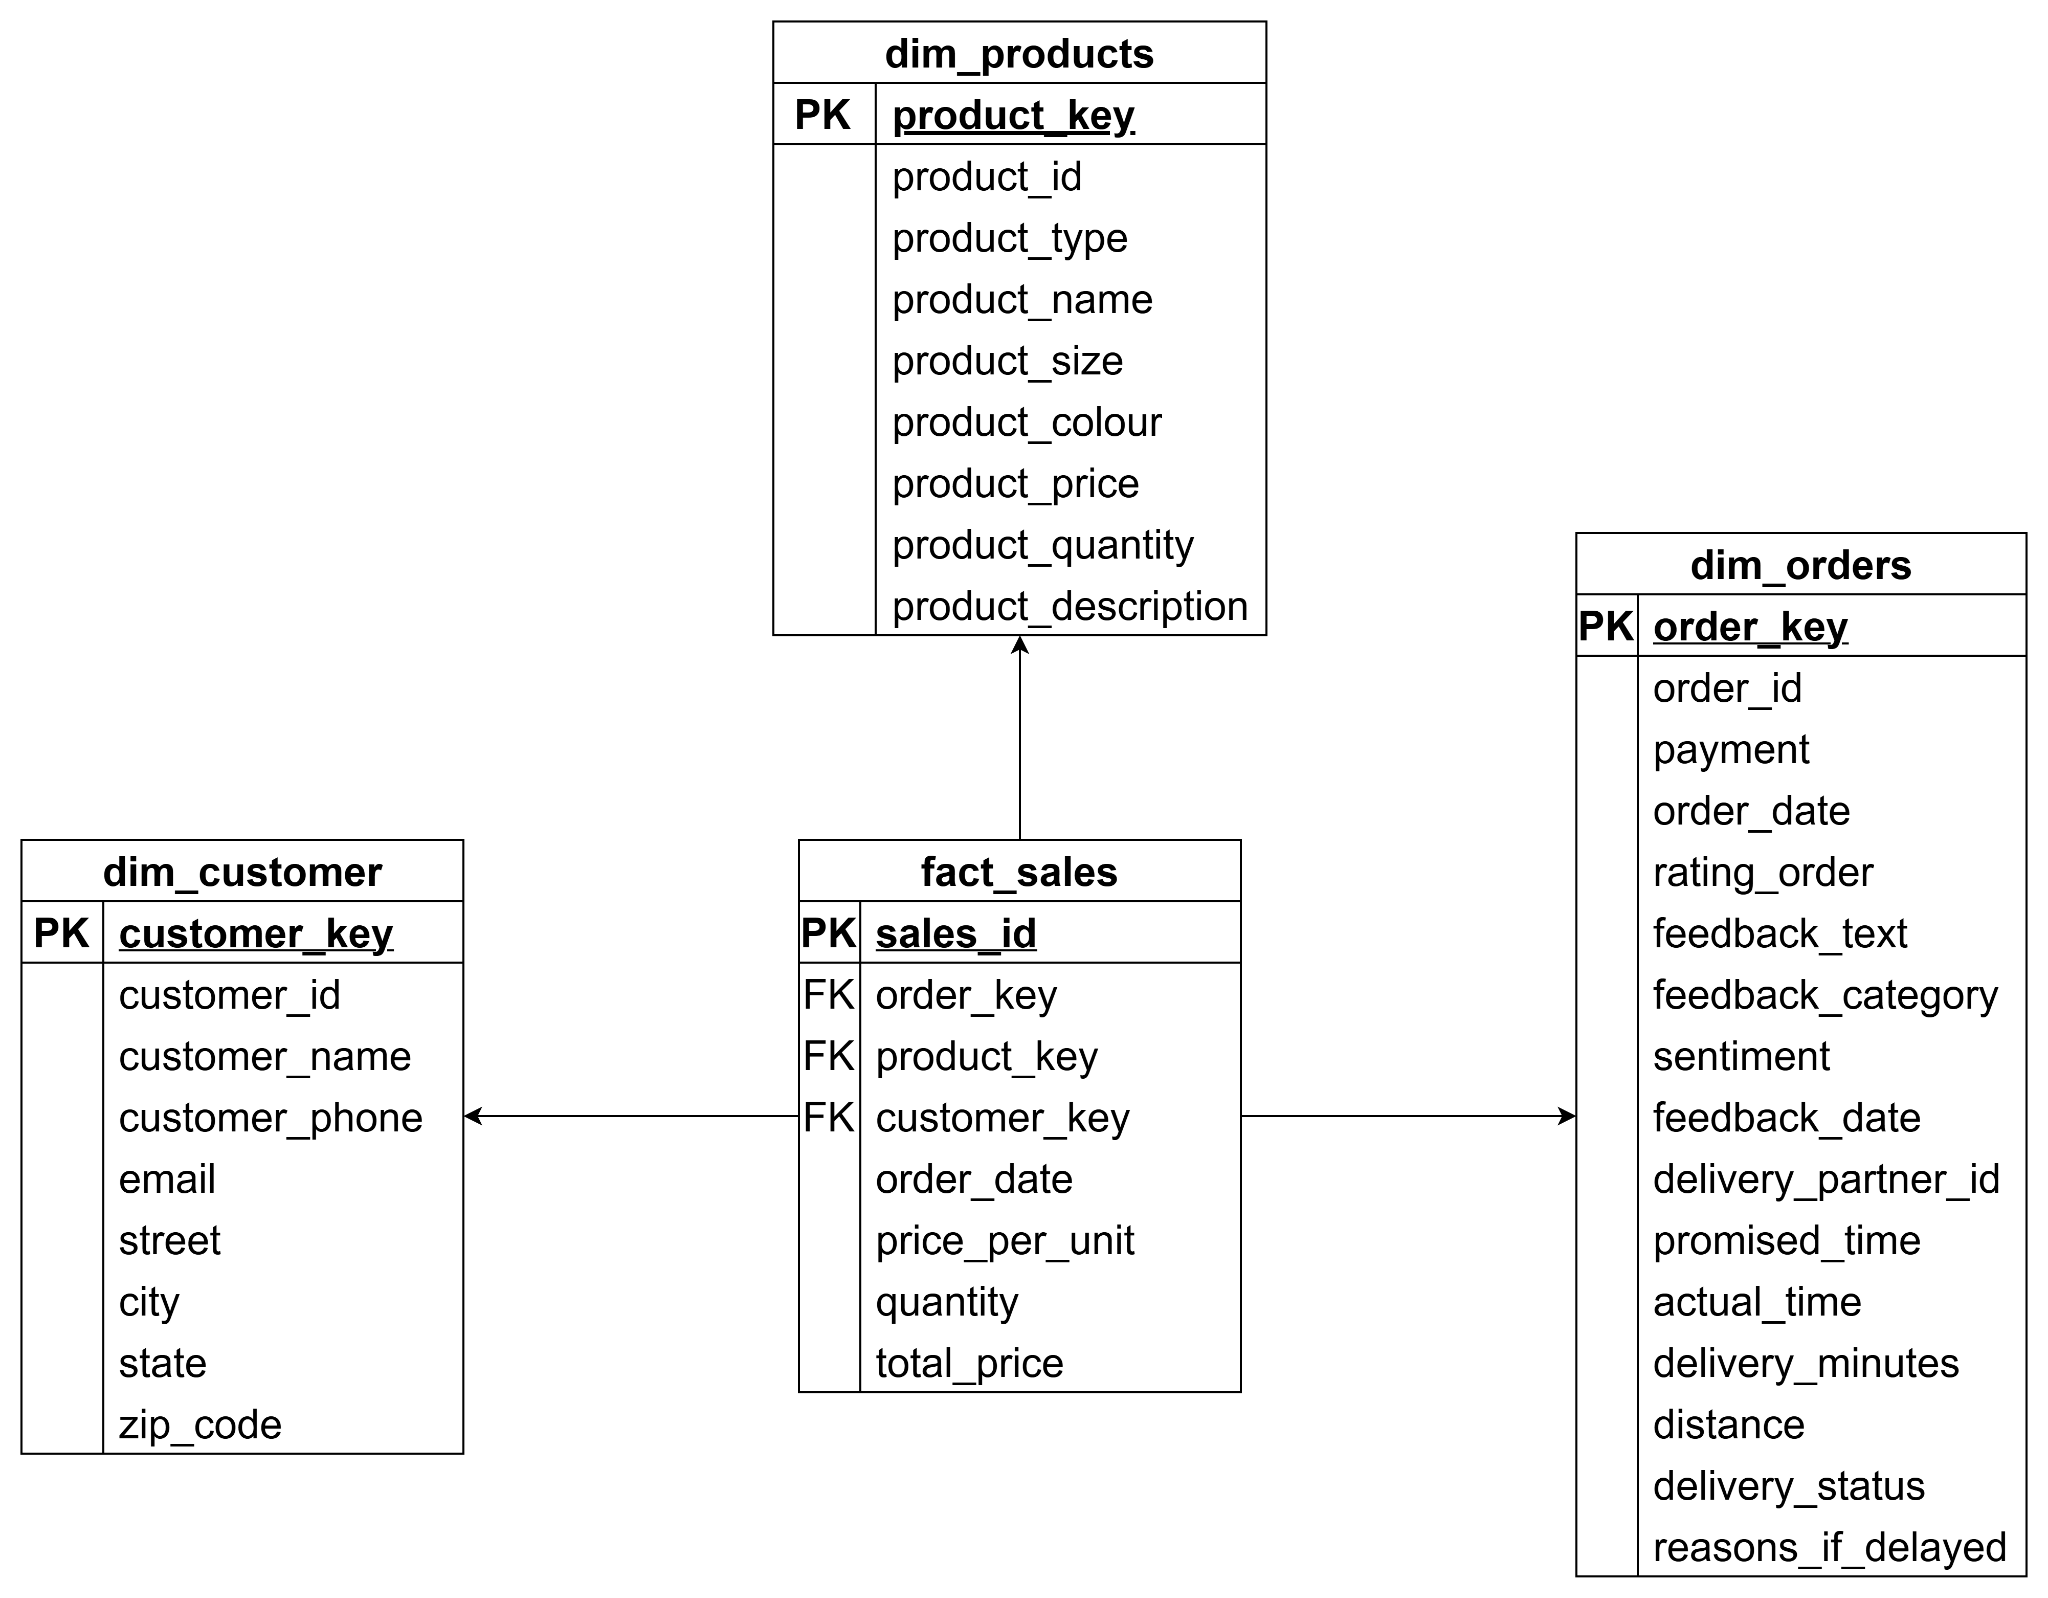 dim_products
PK product_key
product_id
product_type
product_name
product_size
product_colour
product_price
product_quantity
product_description
dim_customer
PK customer_key
customer_id
customer_name
customer_phone
email
street
city
state
zip_code
fact_sales
PK sales_id
FK order_key
FK product_key
FK customer_key
order_date
price_per_unit
quantity
total_price
dim_orders
PK order_key
order_id
payment
order_date
rating_order
feedback_text
feedback_category
sentiment
feedback_date
delivery_partner_id
promised_time
actual_time
delivery_minutes
distance
delivery_status
reasons_if_delayed